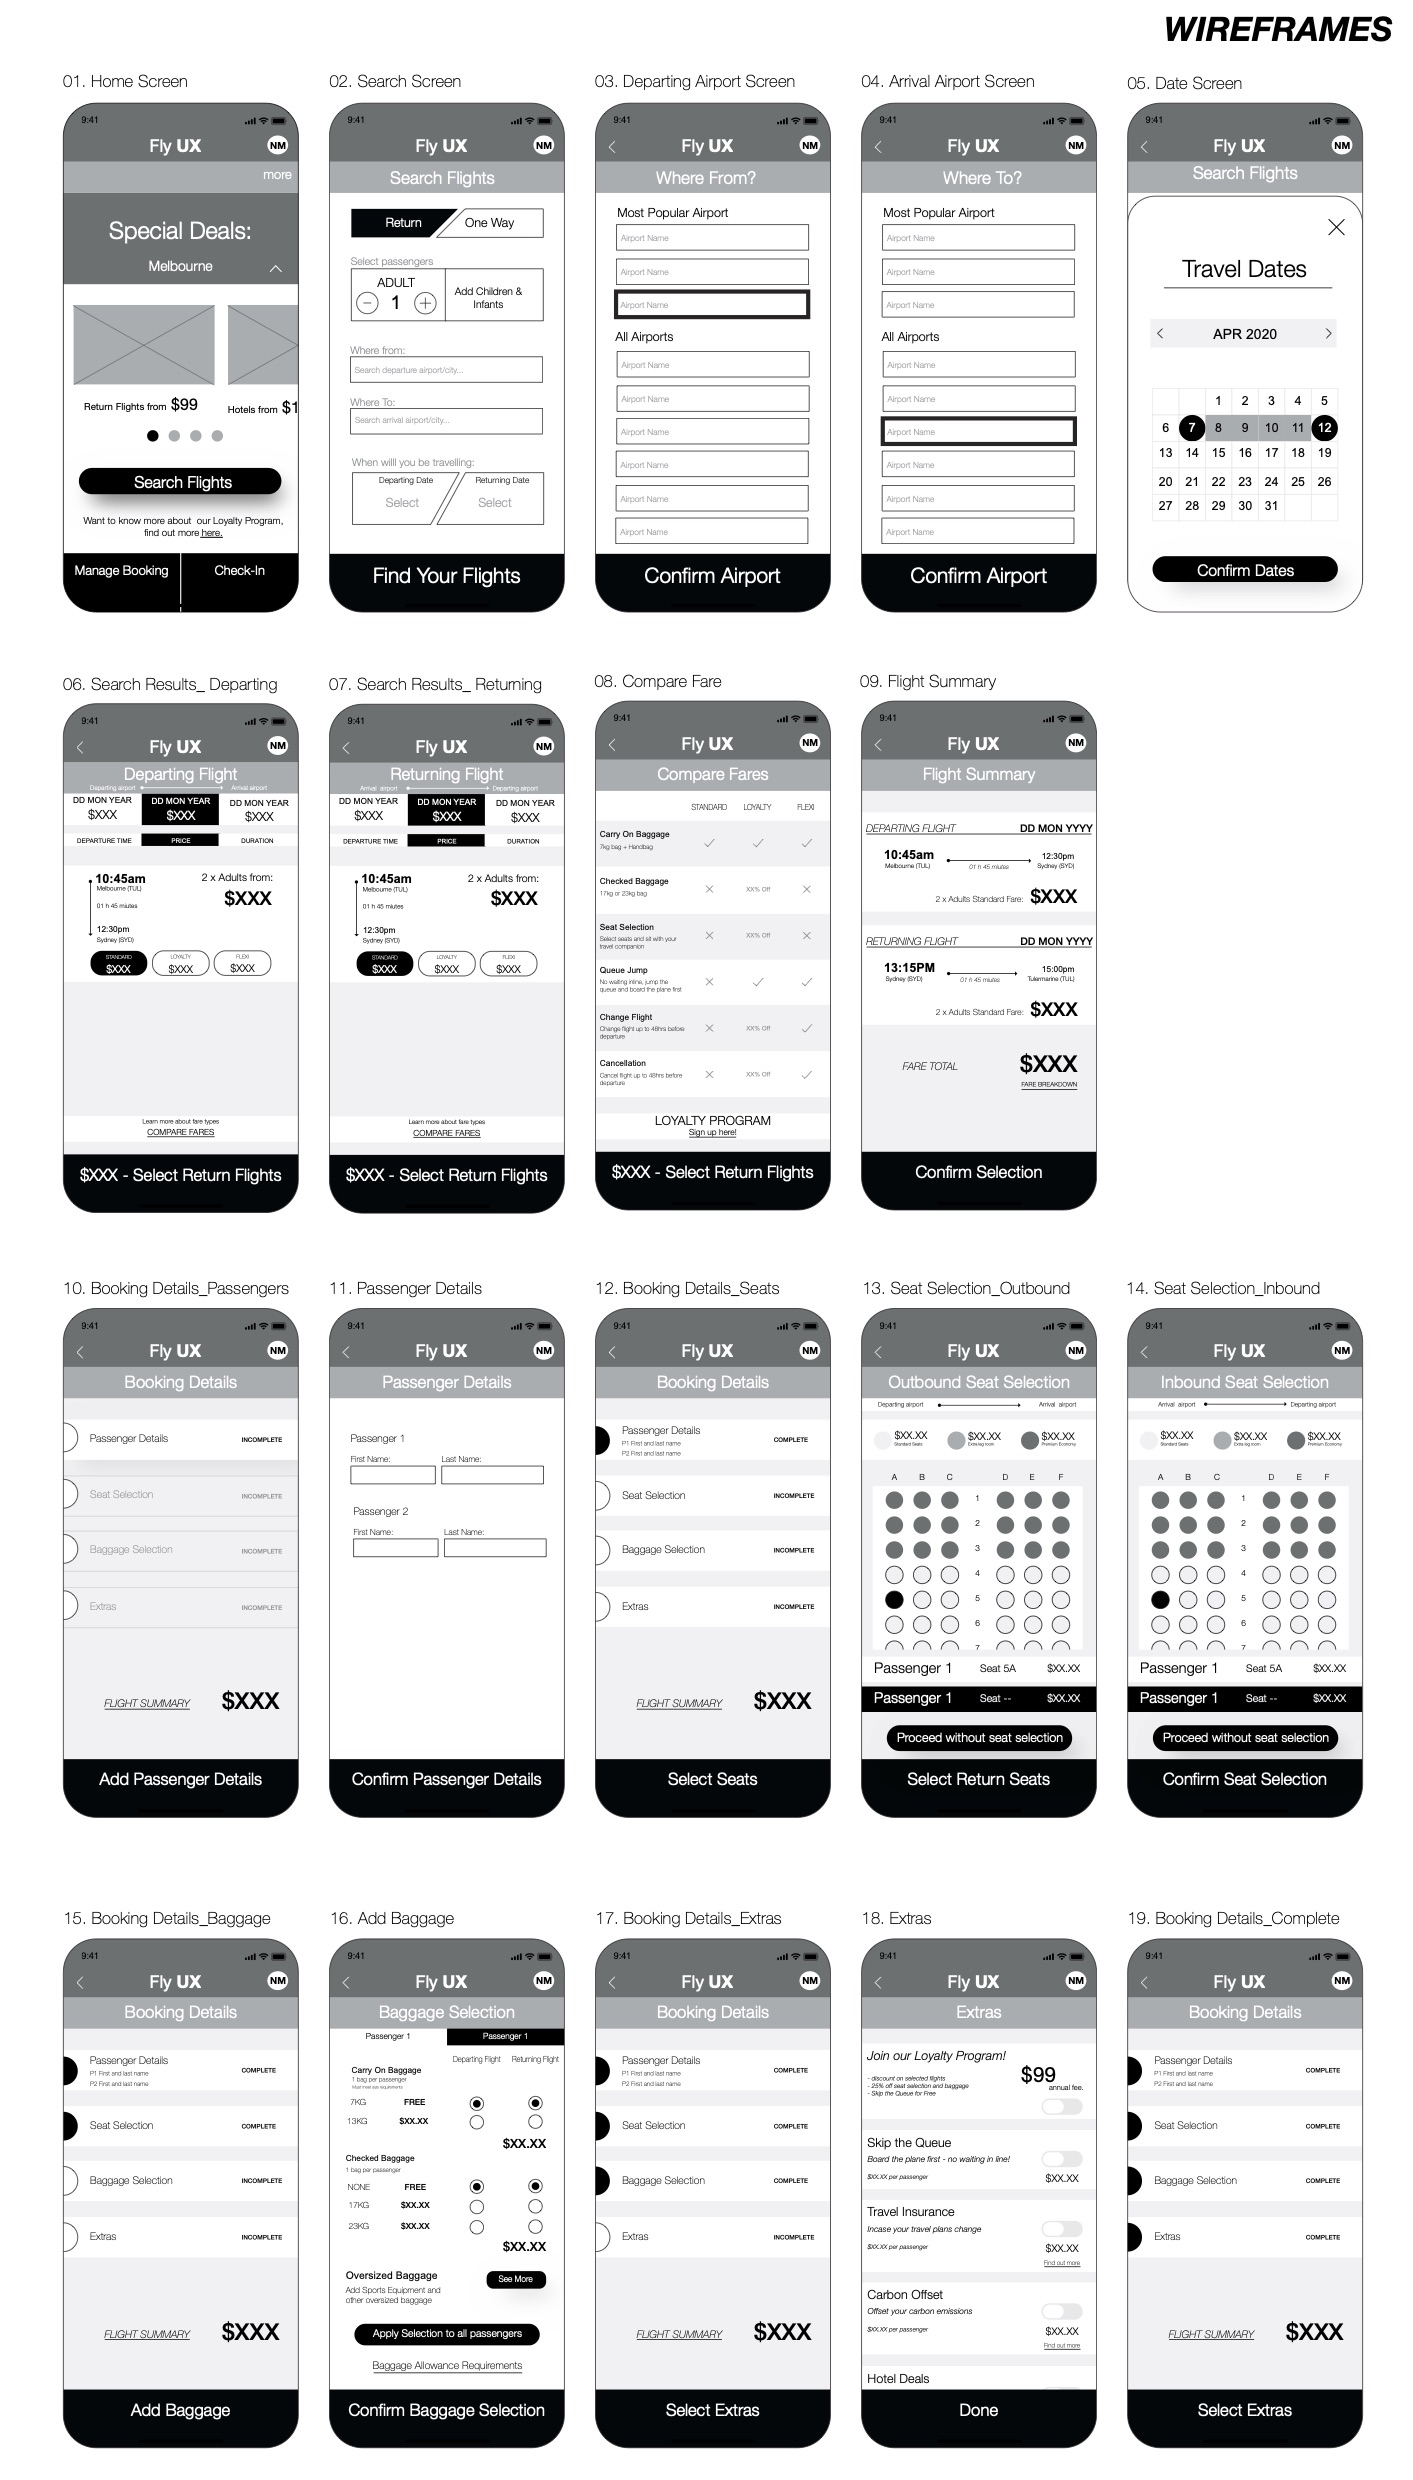 WIREFRAMES
01. Home Screen
9:41
Fly UX
NM
more
Special Deals:
Melbourne
Return Flights from $99
Hotels from $1
Search Flights
Want to know more about our Loyalty Program,
find out more here.
Manage Booking
Check-In
02. Search Screen
9:41
Fly UX
NM
Search Flights
Return
One Way
Select passengers
ADULT
1
Add Children &
Infants
Where from:
Search departure airport/city...
Where To:
Search arrival airport/city...
When willl you be travelling:
Departing Date
Returning Date
Select
Select
Find Your Flights
03. Departing Airport Screen
9:41
Fly UX
NM
Where From?
Most Popular Airport
Airport Name
Airport Name
Airport Name
All Airports
Airport Name
Airport Name
Airport Name
Airport Name
Airport Name
Airport Name
Confirm Airport
04. Arrival Airport Screen
9:41
Fly UX
NM
Where To?
Most Popular Airport
Airport Name
Airport Name
Airport Name
All Airports
Airport Name
Airport Name
Airport Name
Airport Name
Airport Name
Airport Name
Confirm Airport
05. Date Screen
9:41
Fly UX
NM
Search Flights
Travel Dates
APR 2020
1 2 3 4 5
6 7 8 9 10 11 12
13 14 15 16 17 18 19
20 21 22 23 24 25 26
27 28 29 30 31
Confirm Dates
06. Search Results_ Departing
9:41
Fly UX
NM
Departing Flight
Departing airport
Arrival airport
DD MON YEAR DD MON YEAR DD MON YEAR
$XXX $XXX $XXX
DEPARTURE TIME PRICE DURATION
10:45am
Melbourne (TUL)
01 h 45 miutes
12:30pm
Sydney (SYD)
2 x Adults from:
$XXX
STANDARD LOYALTY FLEXI
$XXX $XXX $XXX
Learn more about fare types
COMPARE FARES
$XXX - Select Return Flights
07. Search Results_ Returning
9:41
Fly UX
NM
Returning Flight
Arrival airport
Departing airport
DD MON YEAR DD MON YEAR DD MON YEAR
$XXX $XXX $XXX
DEPARTURE TIME PRICE DURATION
10:45am
Melbourne (TUL)
01 h 45 miutes
12:30pm
Sydney (SYD)
2 x Adults from:
$XXX
STANDARD LOYALTY FLEXI
$XXX $XXX $XXX
Learn more about fare types
COMPARE FARES
$XXX - Select Return Flights
08. Compare Fare
9:41
Fly UX
NM
Compare Fares
STANDARD LOYALTY FLEXI
Carry On Baggage
7kg bag + Handbag
Checked Baggage
17kg or 23kg bag
XX% Off
Seat Selection
Select seats and sit with your
travel companion
XX% Off
Queue Jump
No waiting inline, jump the
queue and board the plane first
Change Flight
Change flight up to 48hrs before
departure
XX% Off
Cancellation
Cancel flight up to 48hrs before
departure
XX% Off
LOYALTY PROGRAM
Sign up here!
$XXX - Select Return Flights
09. Flight Summary
9:41
Fly UX
NM
Flight Summary
DEPARTING FLIGHT DD MON YYYY
10:45am
Melbourne (TUL)
01 h 45 miutes
12:30pm
Sydney (SYD)
2 x Adults Standard Fare: $XXX
RETURNING FLIGHT DD MON YYYY
13:15PM
Sydney (SYD)
01 h 45 miutes
15:00pm
Tulermarine (TUL)
2 x Adults Standard Fare: $XXX
FARE TOTAL $XXX
FARE BREAKDOWN
Confirm Selection
10. Booking Details_Passengers
9:41
Fly UX
NM
Booking Details
Passenger Details INCOMPLETE
Seat Selection INCOMPLETE
Baggage Selection INCOMPLETE
Extras INCOMPLETE
FLIGHT SUMMARY $XXX
Add Passenger Details
11. Passenger Details
9:41
Fly UX
NM
Passenger Details
Passenger 1
First Name: Last Name:
Passenger 2
First Name: Last Name:
Confirm Passenger Details
12. Booking Details_Seats
9:41
Fly UX
NM
Booking Details
Passenger Details COMPLETE
P1 First and last name
P2 First and last name
Seat Selection INCOMPLETE
Baggage Selection INCOMPLETE
Extras INCOMPLETE
FLIGHT SUMMARY $XXX
Select Seats
13. Seat Selection_Outbound
9:41
Fly UX
NM
Outbound Seat Selection
Departing airport Arrival airport
$XX.XX $XX.XX $XX.XX
Standard Seats Extra leg room Premium Economy
A B C D E F
1
2
3
4
5
6
7
Passenger 1 Seat 5A $XX.XX
Passenger 1 Seat -- $XX.XX
Proceed without seat selection
Select Return Seats
14. Seat Selection_Inbound
9:41
Fly UX
NM
Inbound Seat Selection
Arrival airport Departing airport
$XX.XX $XX.XX $XX.XX
Standard Seats Extra leg room Premium Economy
A B C D E F
1
2
3
4
5
6
7
Passenger 1 Seat 5A $XX.XX
Passenger 1 Seat -- $XX.XX
Proceed without seat selection
Confirm Seat Selection
15. Booking Details_Baggage
9:41
Fly UX
NM
Booking Details
Passenger Details COMPLETE
P1 First and last name
P2 First and last name
Seat Selection COMPLETE
Baggage Selection INCOMPLETE
Extras INCOMPLETE
FLIGHT SUMMARY $XXX
Add Baggage
16. Add Baggage
9:41
Fly UX
NM
Baggage Selection
Passenger 1 Passenger 1
Departing Flight Returning Flight
Carry On Baggage
1 bag per passenger
Must meet size requirements
7KG FREE
13KG $XX.XX
$XX.XX
Checked Baggage
1 bag per passenger
NONE FREE
17KG $XX.XX
23KG $XX.XX
$XX.XX
Oversized Baggage
Add Sports Equipment and
other oversized baggage
See More
Apply Selection to all passengers
Baggage Allowance Requirements
Confirm Baggage Selection
17. Booking Details_Extras
9:41
Fly UX
NM
Booking Details
Passenger Details COMPLETE
P1 First and last name
P2 First and last name
Seat Selection COMPLETE
Baggage Selection COMPLETE
Extras INCOMPLETE
FLIGHT SUMMARY $XXX
Select Extras
18. Extras
9:41
Fly UX
NM
Extras
Join our Loyalty Program!
- discount on selected flights
- 25% off seat selection and baggage
- Skip the Queue for Free
$99
annual fee.
Skip the Queue
Board the plane first - no waiting in line!
$XX.XX per passenger $XX.XX
Travel Insurance
Incase your travel plans change
$XX.XX per passenger $XX.XX
Find out more
Carbon Offset
Offset your carbon emissions
$XX.XX per passenger $XX.XX
Find out more
Hotel Deals
Done
19. Booking Details_Complete
9:41
Fly UX
NM
Booking Details
Passenger Details COMPLETE
P1 First and last name
P2 First and last name
Seat Selection COMPLETE
Baggage Selection COMPLETE
Extras COMPLETE
FLIGHT SUMMARY $XXX
Select Extras